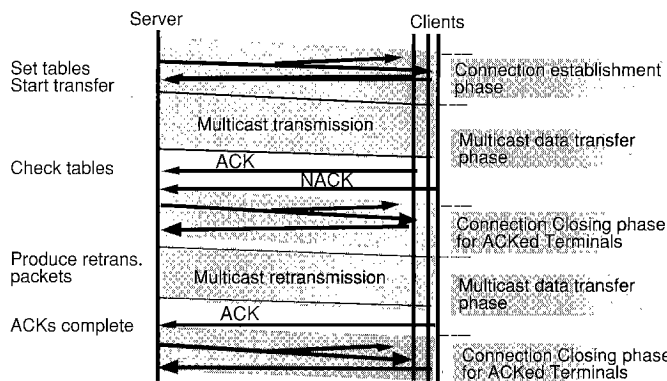 Server
Clients
Set tables
Start transfer
Connection establishment
phase
Multicast transmission
Multicast data transfer
phase
ACK
Check tables
NACK
Connection Closing phase
for ACKed Terminals
Produce retrans.
packets
Multicast retransmission
Multicast data transfer
phase
ACK
ACKs complete
Connection Closing phase
for ACKed Terminals